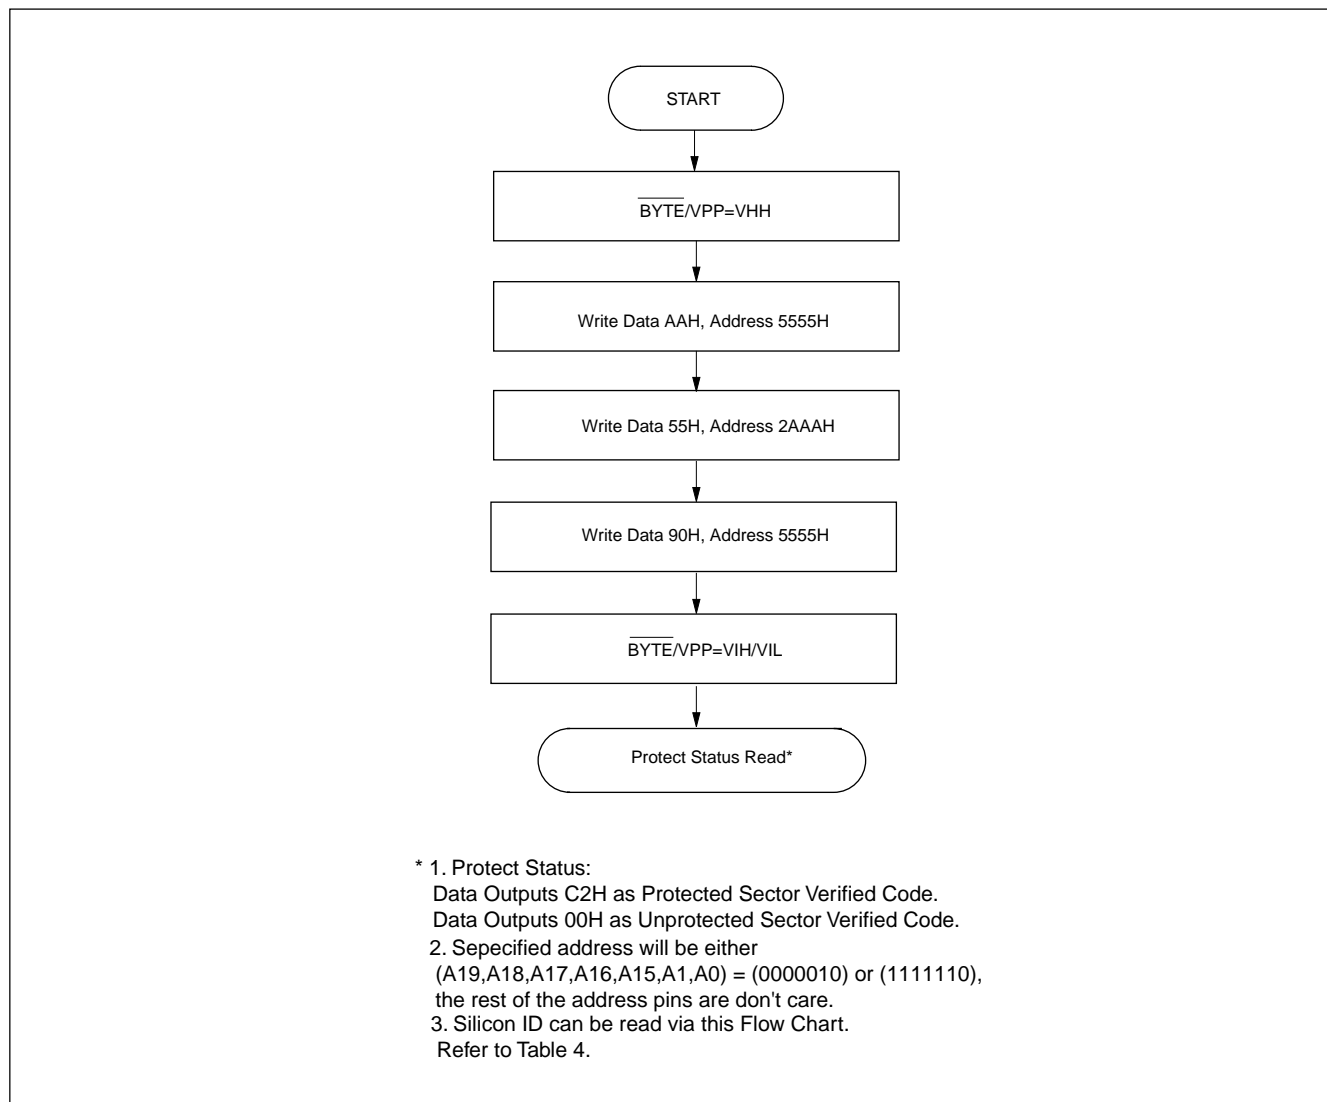 START
BYTE/VPP=VHH
Write Data AAH, Address 5555H
Write Data 55H, Address 2AAAH
Write Data 90H, Address 5555H
BYTE/VPP=VIH/VIL
Protect Status Read*
* 1. Protect Status:
Data Outputs C2H as Protected Sector Verified Code.
Data Outputs 00H as Unprotected Sector Verified Code.
2. Sepecified address will be either
(A19,A18,A17,A16,A15,A1,A0) = (0000010) or (1111110),
the rest of the address pins are don't care.
3. Silicon ID can be read via this Flow Chart.
Refer to Table 4.